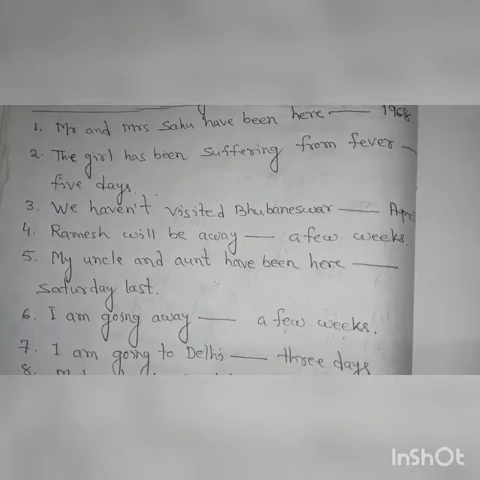 1. Mr and Mrs Sahu have been here — 1968
2. The girl has been suffering from fever —
five days.
3. We haven't visited Bhubaneswar — Apri
4. Ramesh will be away — a few weeks.
5. My uncle and aunt have been here —
Saturday last.
6. I am going away — a few weeks.
7. I am going to Delhi — three days
8.
InShOt